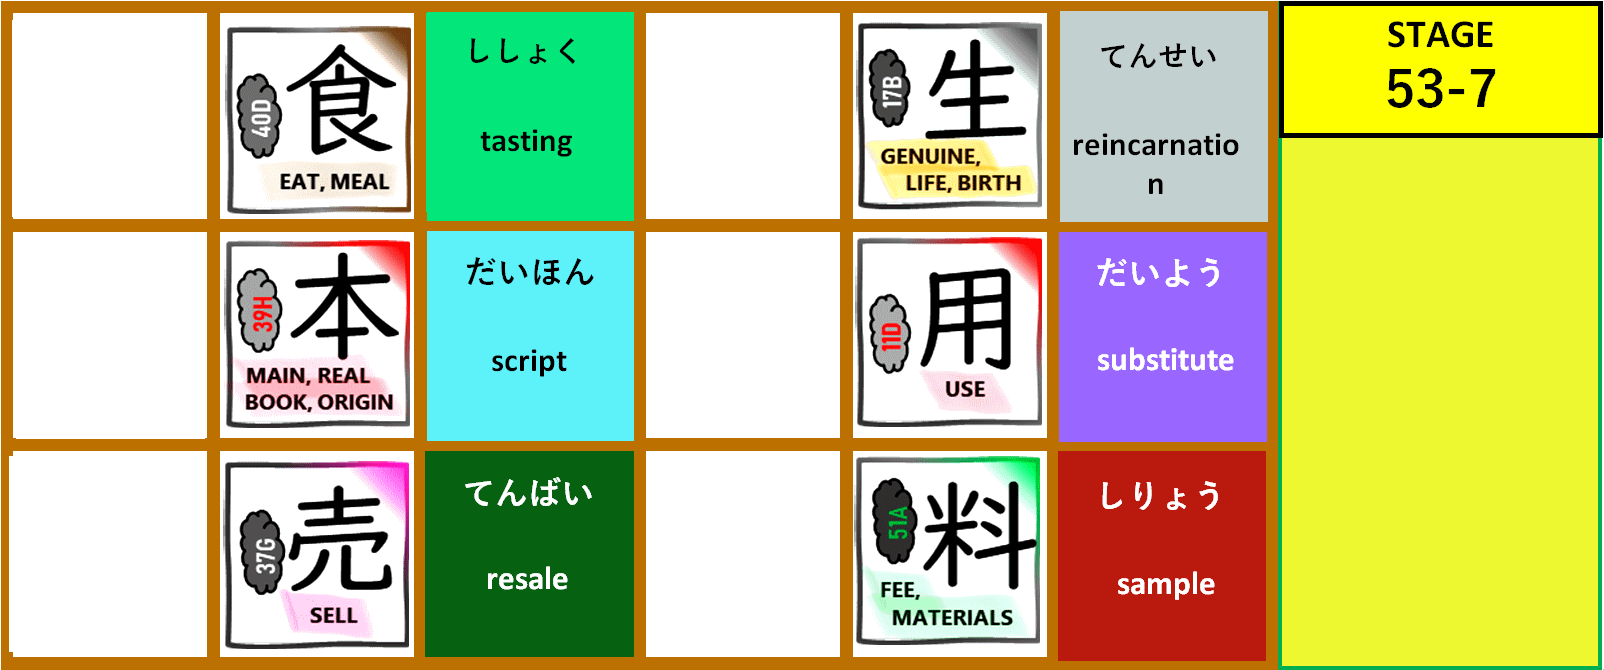 40D
食
EAT, MEAL
ししょく
tasting
17B
生
GENUINE,
LIFE, BIRTH
てんせい
reincarnatio
n
STAGE
53-7
39H
本
MAIN, REAL
BOOK, ORIGIN
だいほん
script
11D
用
USE
だいよう
substitute
37G
売
SELL
てんばい
resale
51A
料
FEE,
MATERIALS
しりょう
sample